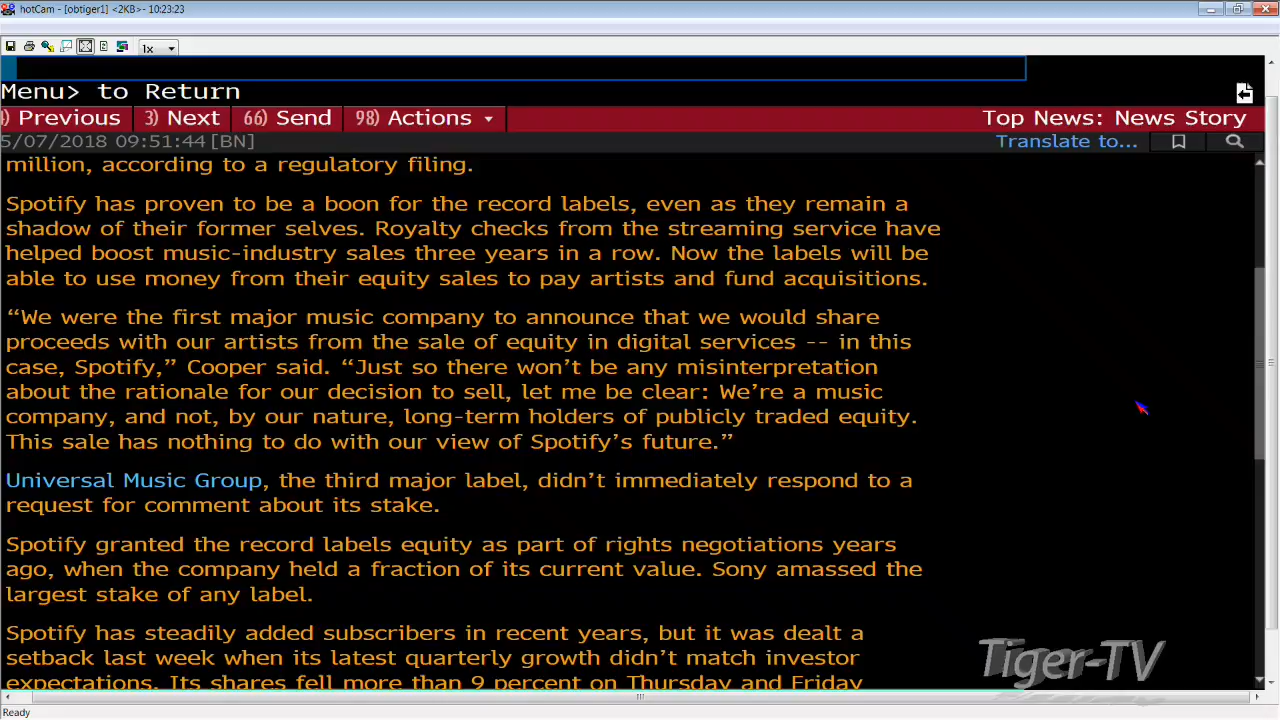 hotCam - [obtiger1] <2KB>- 10:23:23
1x
Menu> to Return
) Previous 3) Next 66) Send 98) Actions Top News: News Story
5/07/2018 09:51:44 [BN] Translate to...
million, according to a regulatory filing.
Spotify has proven to be a boon for the record labels, even as they remain a
shadow of their former selves. Royalty checks from the streaming service have
helped boost music-industry sales three years in a row. Now the labels will be
able to use money from their equity sales to pay artists and fund acquisitions.
“We were the first major music company to announce that we would share
proceeds with our artists from the sale of equity in digital services -- in this
case, Spotify,” Cooper said. “Just so there won’t be any misinterpretation
about the rationale for our decision to sell, let me be clear: We’re a music
company, and not, by our nature, long-term holders of publicly traded equity.
This sale has nothing to do with our view of Spotify’s future.”
Universal Music Group, the third major label, didn’t immediately respond to a
request for comment about its stake.
Spotify granted the record labels equity as part of rights negotiations years
ago, when the company held a fraction of its current value. Sony amassed the
largest stake of any label.
Spotify has steadily added subscribers in recent years, but it was dealt a
setback last week when its latest quarterly growth didn’t match investor
expectations. Its shares fell more than 9 percent on Thursday and Friday
Tiger-TV
Ready